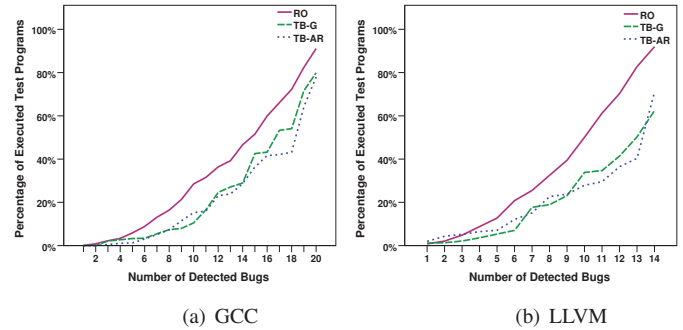 RO
TB-G
TB-AR
Percentage of Executed Test Programs
100%
80%
60%
40%
20%
0%
2 4 6 8 10 12 14 16 18 20
Number of Detected Bugs
(a) GCC
RO
TB-G
TB-AR
Percentage of Executed Test Programs
100%
80%
60%
40%
20%
0%
1 2 3 4 5 6 7 8 9 10 11 12 13 14
Number of Detected Bugs
(b) LLVM